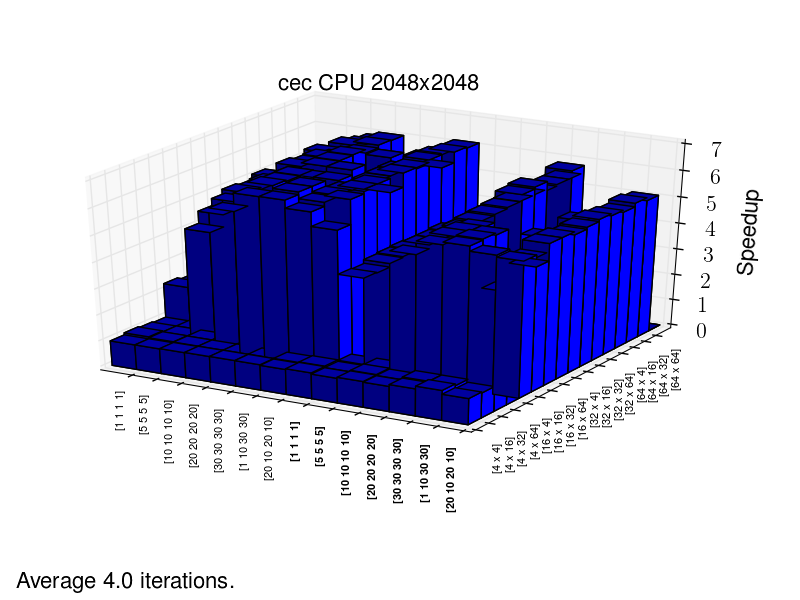 cec CPU 2048x2048
7
6
5
4
3
2
1
0
Speedup
[1 1 1 1]
[5 5 5 5]
[10 10 10 10]
[20 20 20 20]
[30 30 30 30]
[1 10 30 30]
[20 10 20 10]
[1 1 1 1]
[5 5 5 5]
[10 10 10 10]
[20 20 20 20]
[30 30 30 30]
[1 10 30 30]
[20 10 20 10]
[4 x 4]
[4 x 16]
[4 x 32]
[4 x 64]
[16 x 4]
[16 x 16]
[16 x 32]
[16 x 64]
[32 x 4]
[32 x 16]
[32 x 32]
[32 x 64]
[64 x 4]
[64 x 16]
[64 x 32]
[64 x 64]
Average 4.0 iterations.